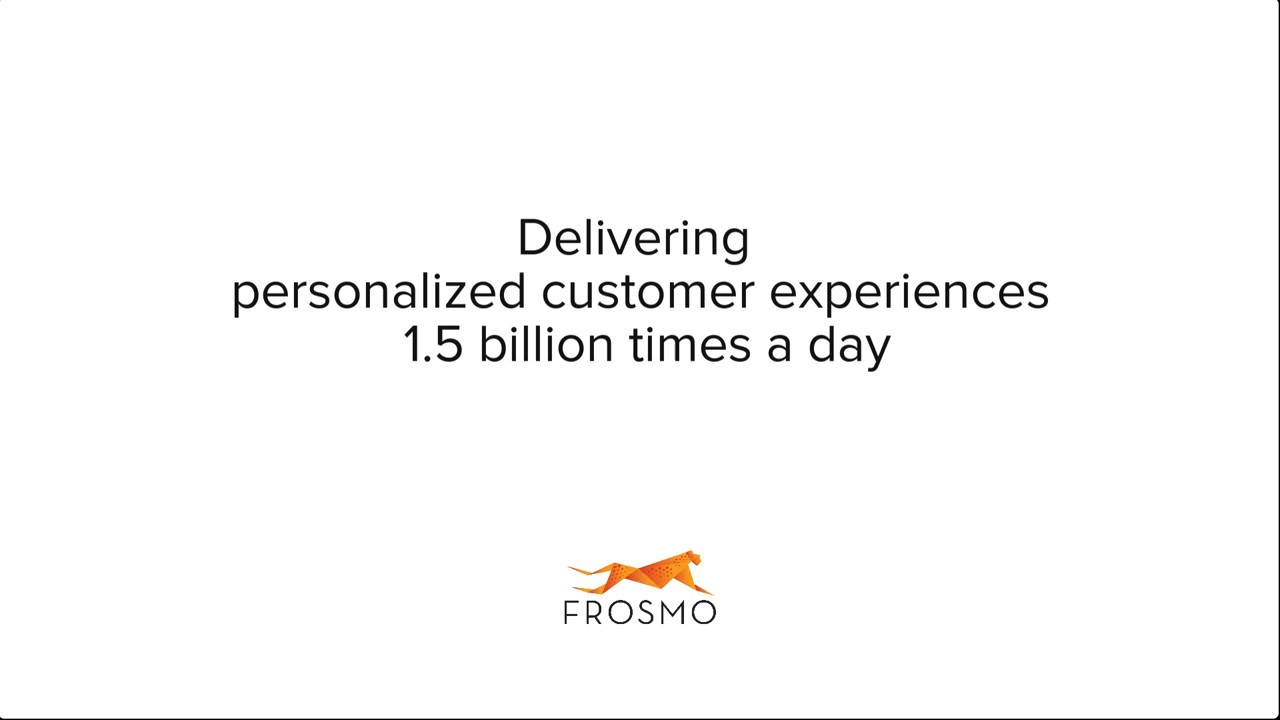 Delivering
personalized customer experiences
1.5 billion times a day
FROSMO